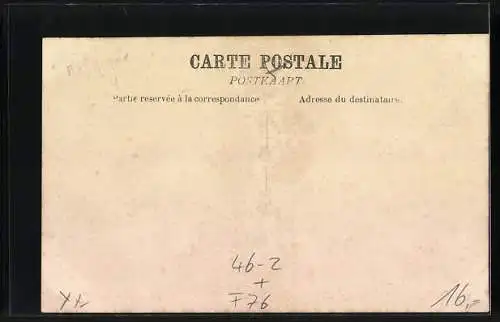 CARTE POSTALE
POSTKAART.
Partie reservée à la correspondance
Adresse du destinataire.
46-2
+
F76
16,-